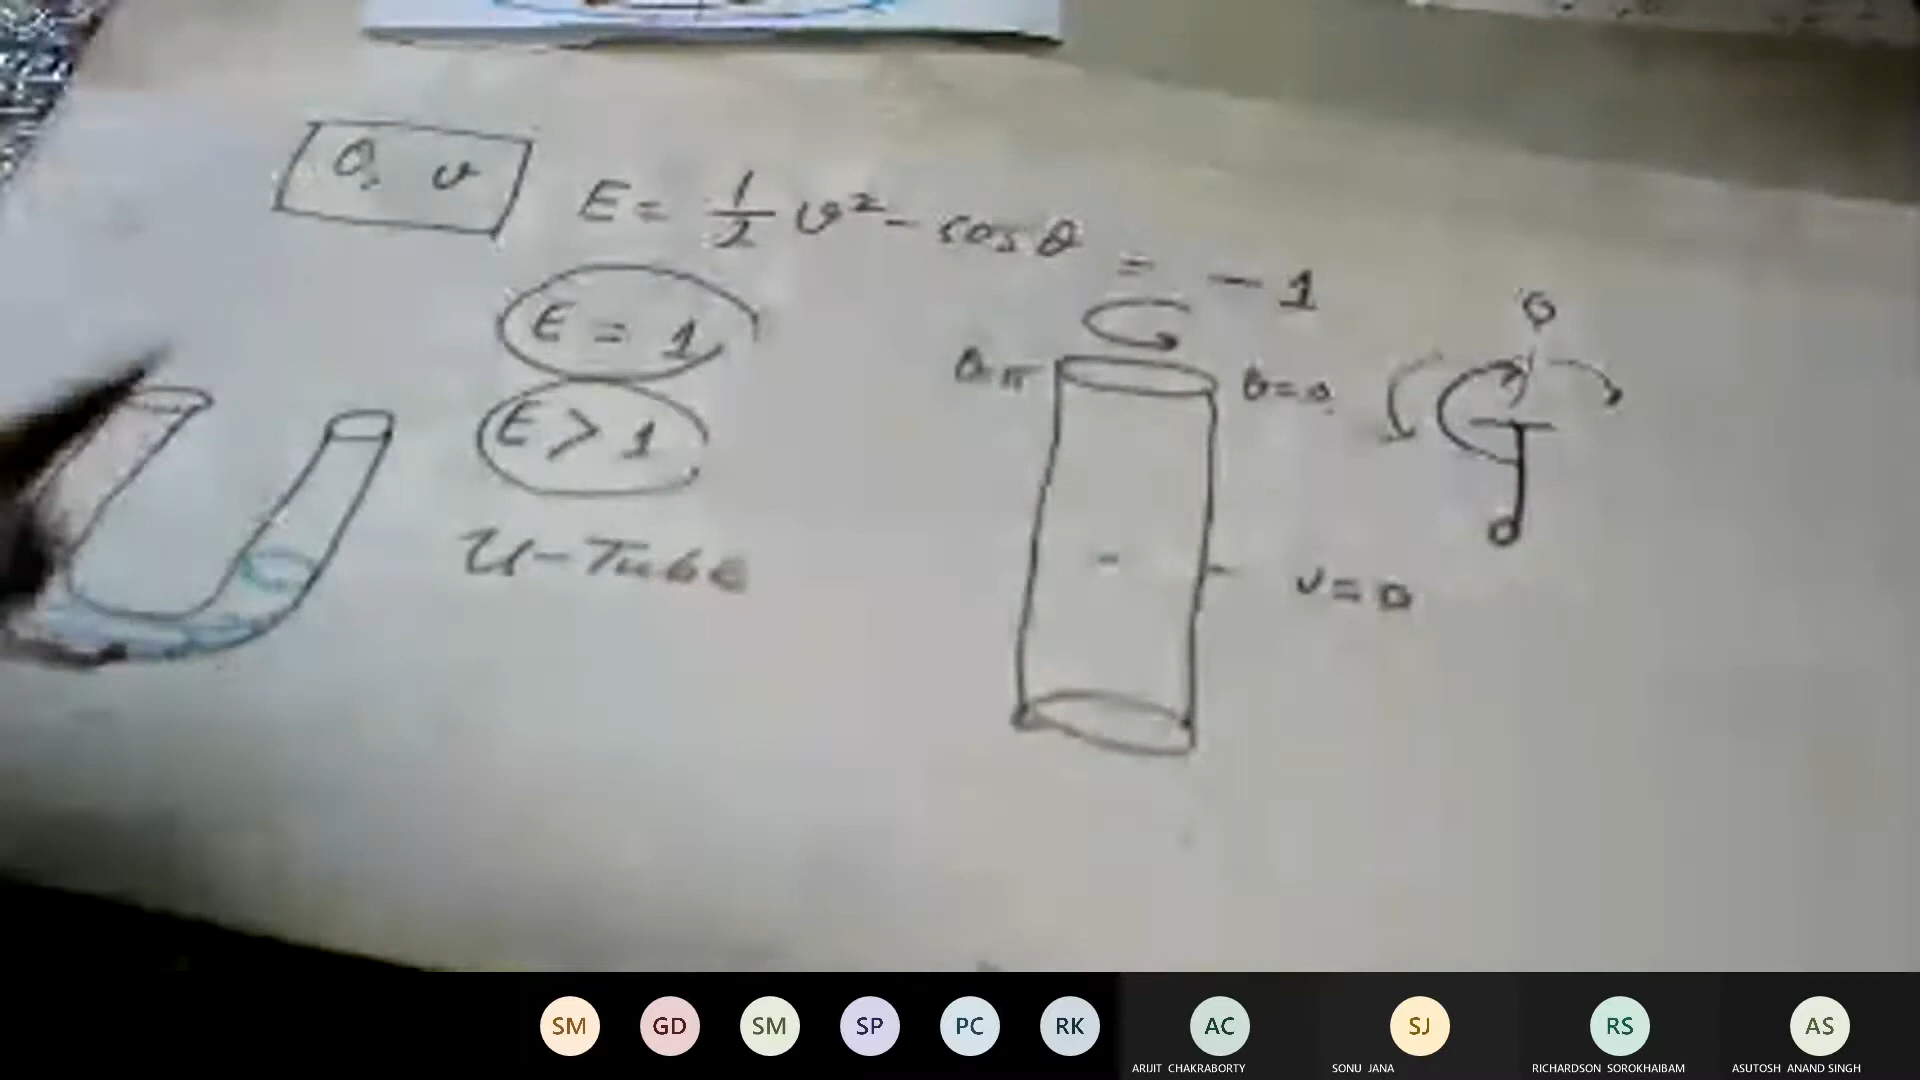 θ, v
E = 1/2 v² - cos θ = -1
E = 1
E > 1
U-Tube
θ=π
θ=0
v=0
SM GD SM SP PC RK AC SJ RS AS
ARIJIT CHAKRABORTY SONU JANA RICHARDSON SOROKHAIBAM ASUTOSH ANAND SINGH